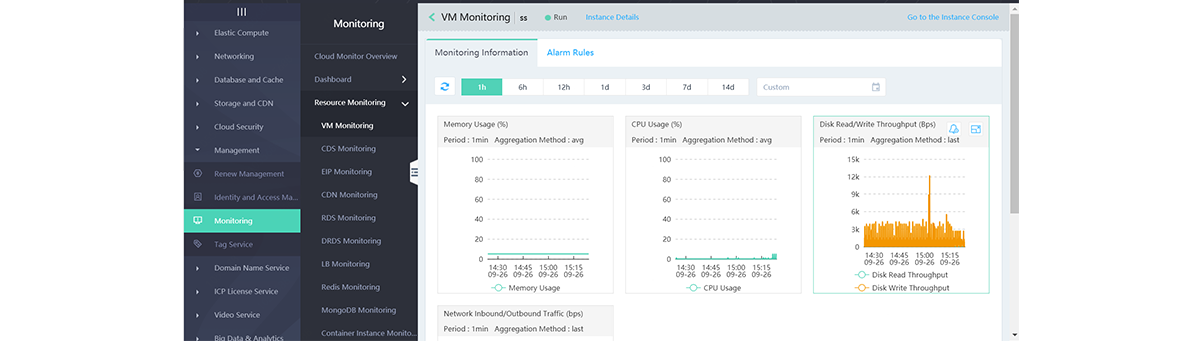 Elastic Compute
Networking
Database and Cache
Storage and CDN
Cloud Security
Management
Renew Management
Identity and Access Ma...
Monitoring
Tag Service
Domain Name Service
ICP License Service
Video Service
Big Data & Analytics
Monitoring
Cloud Monitor Overview
Dashboard
Resource Monitoring
VM Monitoring
CDS Monitoring
EIP Monitoring
CDN Monitoring
RDS Monitoring
DRDS Monitoring
LB Monitoring
Redis Monitoring
MongoDB Monitoring
Container Instance Monito...
VM Monitoring | ss Run Instance Details Go to the Instance Console
Monitoring Information Alarm Rules
1h 6h 12h 1d 3d 7d 14d Custom
Memory Usage (%)
Period : 1min Aggregation Method : avg
100
80
60
40
20
0
14:30 14:45 15:00 15:15
09-26 09-26 09-26 09-26
Memory Usage
CPU Usage (%)
Period : 1min Aggregation Method : avg
100
80
60
40
20
0
14:30 14:45 15:00 15:15
09-26 09-26 09-26 09-26
CPU Usage
Disk Read/Write Throughput (Bps)
Period : 1min Aggregation Method : last
15k
12k
9k
6k
3k
0
14:30 14:45 15:00 15:15
09-26 09-26 09-26 09-26
Disk Read Throughput
Disk Write Throughput
Network Inbound/Outbound Traffic (bps)
Period : 1min Aggregation Method : last